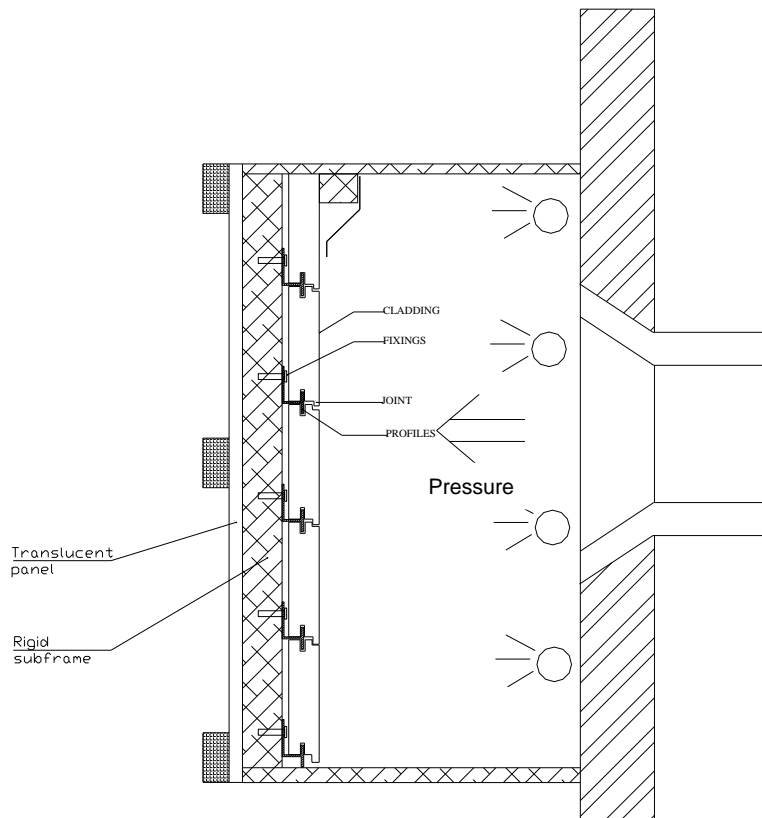 CLADDING
FIXINGS
JOINT
PROFILES
Pressure
Translucent
panel
Rigid
subframe